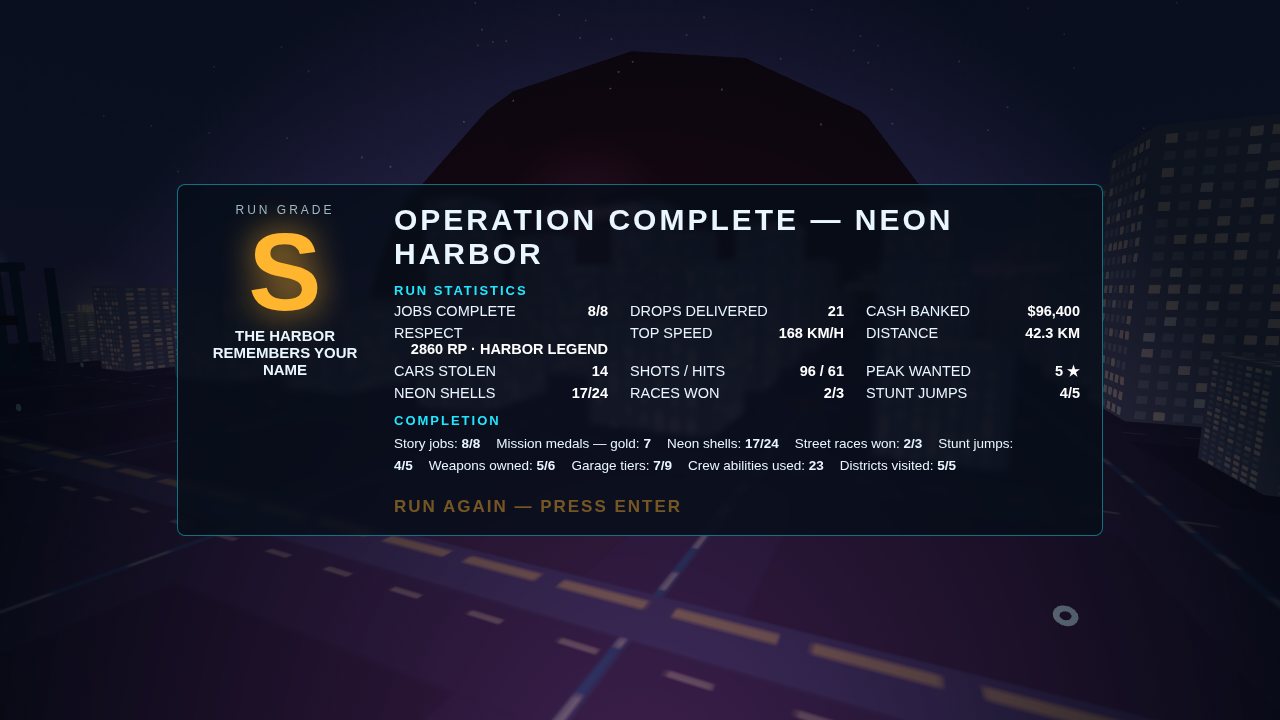 RUN GRADE
S
THE HARBOR
REMEMBERS YOUR
NAME
OPERATION COMPLETE — NEON
HARBOR
RUN STATISTICS
JOBS COMPLETE 8/8 DROPS DELIVERED 21 CASH BANKED $96,400
RESPECT 2860 RP · HARBOR LEGEND TOP SPEED 168 KM/H DISTANCE 42.3 KM
CARS STOLEN 14 SHOTS / HITS 96 / 61 PEAK WANTED 5 ★
NEON SHELLS 17/24 RACES WON 2/3 STUNT JUMPS 4/5
COMPLETION
Story jobs: 8/8 Mission medals — gold: 7 Neon shells: 17/24 Street races won: 2/3 Stunt jumps:
4/5 Weapons owned: 5/6 Garage tiers: 7/9 Crew abilities used: 23 Districts visited: 5/5
RUN AGAIN — PRESS ENTER